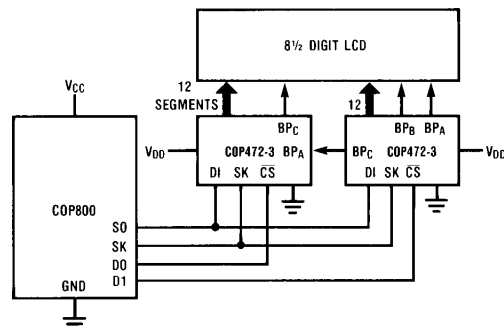 8½ DIGIT LCD
VCC
12
SEGMENTS
BPC
12
BPB
BPA
VDD
COP472-3
BPA
BPC
COP472-3
VDD
DI SK CS
DI SK CS
COP800
SO
SK
D0
D1
GND